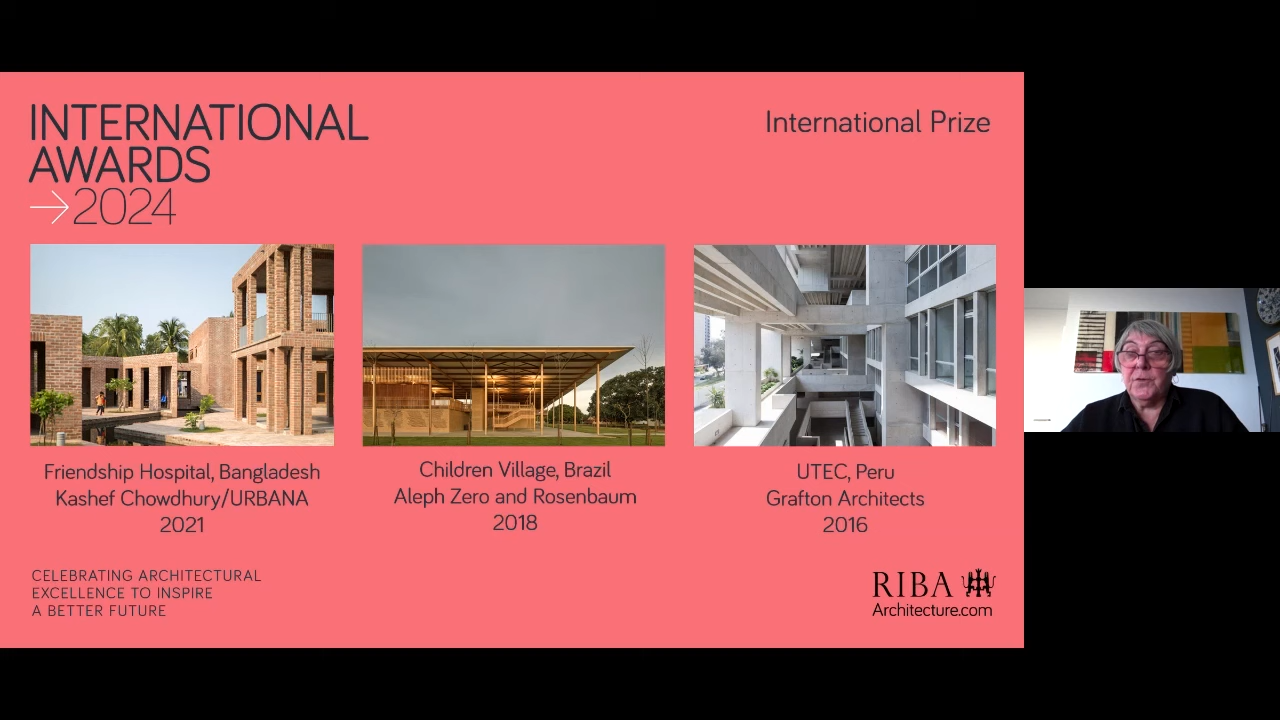 INTERNATIONAL
AWARDS
→2024
International Prize
Friendship Hospital, Bangladesh
Kashef Chowdhury/URBANA
2021
Children Village, Brazil
Aleph Zero and Rosenbaum
2018
UTEC, Peru
Grafton Architects
2016
CELEBRATING ARCHITECTURAL
EXCELLENCE TO INSPIRE
A BETTER FUTURE
RIBA
Architecture.com